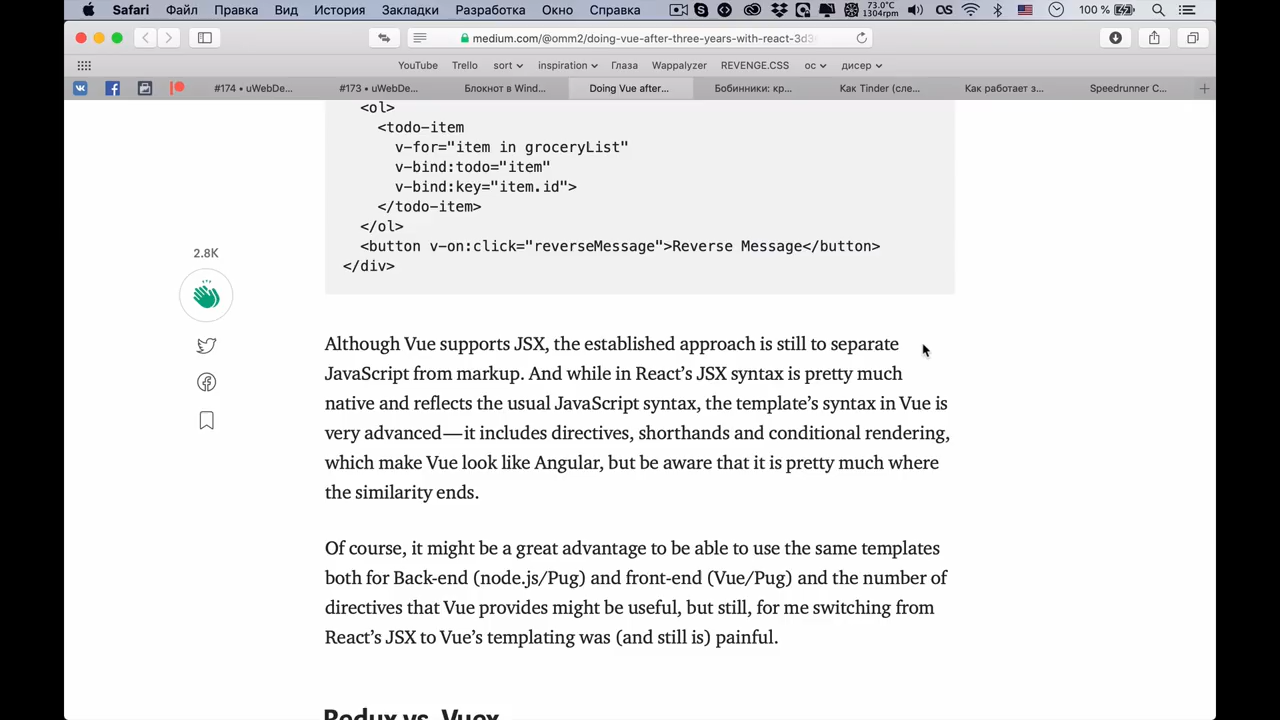 Safari Файл Правка Вид История Закладки Разработка Окно Справка 73.0°C 1304rpm 100 %
medium.com/@omm2/doing-vue-after-three-years-with-react-3d3
YouTube Trello sort inspiration Глаза Wappalyzer REVENGE.CSS ос дисер
#174 • uWebDe... #173 • uWebDe... Блокнот в Wind... Doing Vue after... Бобинники: кр... Как Tinder (сле... Как работает з... Speedrunner C...
<ol>
<todo-item
v-for="item in groceryList"
v-bind:todo="item"
v-bind:key="item.id">
</todo-item>
</ol>
<button v-on:click="reverseMessage">Reverse Message</button>
</div>
2.8K
Although Vue supports JSX, the established approach is still to separate
JavaScript from markup. And while in React’s JSX syntax is pretty much
native and reflects the usual JavaScript syntax, the template’s syntax in Vue is
very advanced — it includes directives, shorthands and conditional rendering,
which make Vue look like Angular, but be aware that it is pretty much where
the similarity ends.
Of course, it might be a great advantage to be able to use the same templates
both for Back-end (node.js/Pug) and front-end (Vue/Pug) and the number of
directives that Vue provides might be useful, but still, for me switching from
React’s JSX to Vue’s templating was (and still is) painful.
Redux vs. Vuex